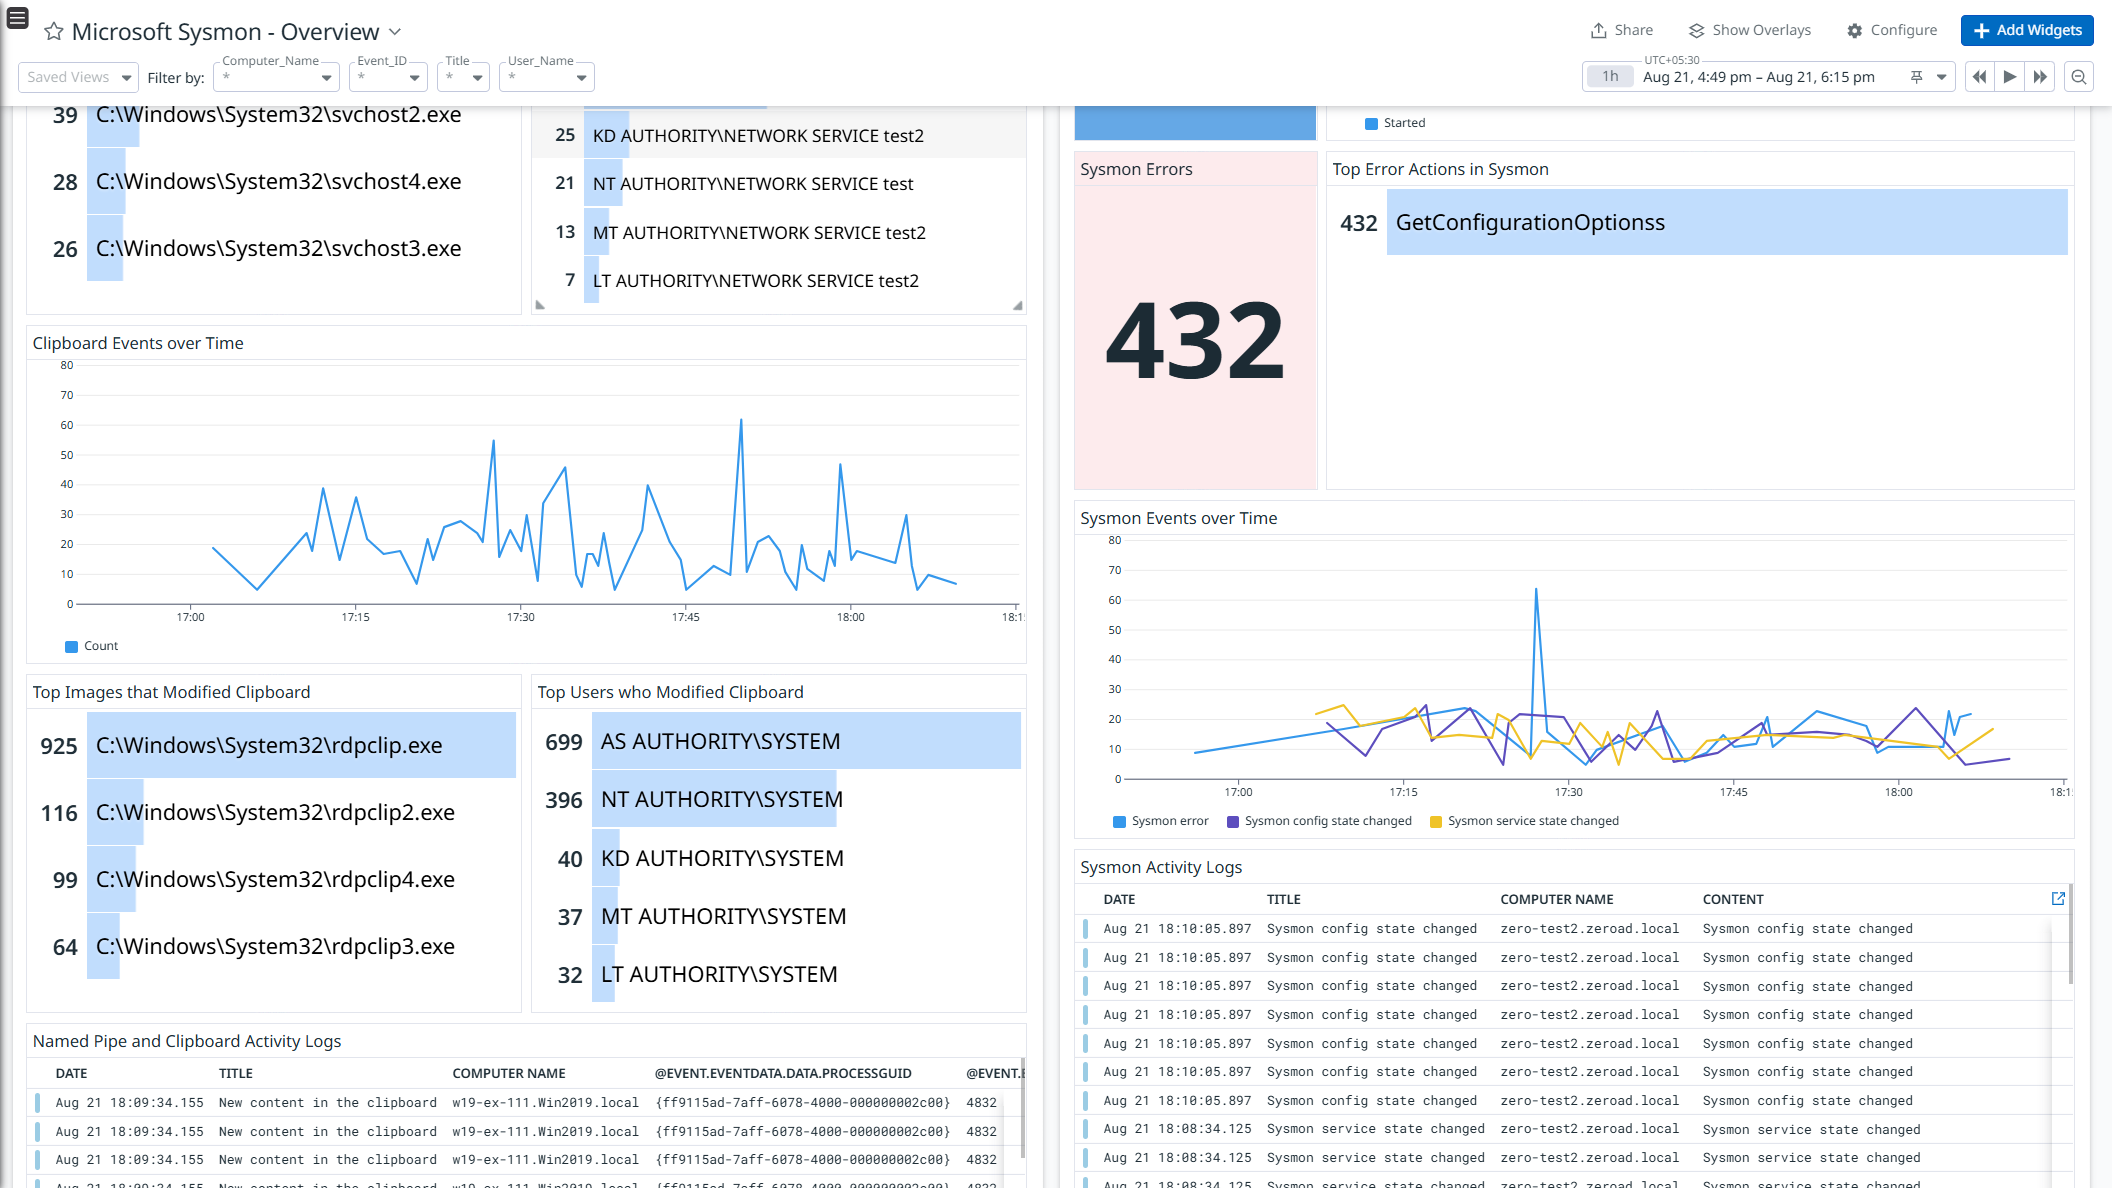 Microsoft Sysmon - Overview
Share
Show Overlays
Configure
Add Widgets
Saved Views
Filter by:
Computer_Name
*
Event_ID
*
Title
*
User_Name
*
UTC+05:30
1h
Aug 21, 4:49 pm – Aug 21, 6:15 pm
39 C:\Windows\System32\svchost2.exe
28 C:\Windows\System32\svchost4.exe
26 C:\Windows\System32\svchost3.exe
25 KD AUTHORITY\NETWORK SERVICE test2
21 NT AUTHORITY\NETWORK SERVICE test
13 MT AUTHORITY\NETWORK SERVICE test2
7 LT AUTHORITY\NETWORK SERVICE test2
Clipboard Events over Time
80
70
60
50
40
30
20
10
0
17:00 17:15 17:30 17:45 18:00 18:1
Count
Top Images that Modified Clipboard
925 C:\Windows\System32\rdpclip.exe
116 C:\Windows\System32\rdpclip2.exe
99 C:\Windows\System32\rdpclip4.exe
64 C:\Windows\System32\rdpclip3.exe
Top Users who Modified Clipboard
699 AS AUTHORITY\SYSTEM
396 NT AUTHORITY\SYSTEM
40 KD AUTHORITY\SYSTEM
37 MT AUTHORITY\SYSTEM
32 LT AUTHORITY\SYSTEM
Named Pipe and Clipboard Activity Logs
DATE TITLE COMPUTER NAME @EVENT.EVENTDATA.DATA.PROCESSGUID @EVENT.E
Aug 21 18:09:34.155 New content in the clipboard w19-ex-111.Win2019.local {ff9115ad-7aff-6078-4000-000000002c00} 4832
Aug 21 18:09:34.155 New content in the clipboard w19-ex-111.Win2019.local {ff9115ad-7aff-6078-4000-000000002c00} 4832
Aug 21 18:09:34.155 New content in the clipboard w19-ex-111.Win2019.local {ff9115ad-7aff-6078-4000-000000002c00} 4832
Aug 21 18:09:34.155 New content in the clipboard w19-ex-111.Win2019.local {ff9115ad-7aff-6078-4000-000000002c00} 4832
Started
Sysmon Errors
432
Top Error Actions in Sysmon
432 GetConfigurationOptionss
Sysmon Events over Time
80
70
60
50
40
30
20
10
0
17:00 17:15 17:30 17:45 18:00 18:1
Sysmon error Sysmon config state changed Sysmon service state changed
Sysmon Activity Logs
DATE TITLE COMPUTER NAME CONTENT
Aug 21 18:10:05.897 Sysmon config state changed zero-test2.zeroad.local Sysmon config state changed
Aug 21 18:10:05.897 Sysmon config state changed zero-test2.zeroad.local Sysmon config state changed
Aug 21 18:10:05.897 Sysmon config state changed zero-test2.zeroad.local Sysmon config state changed
Aug 21 18:10:05.897 Sysmon config state changed zero-test2.zeroad.local Sysmon config state changed
Aug 21 18:10:05.897 Sysmon config state changed zero-test2.zeroad.local Sysmon config state changed
Aug 21 18:10:05.897 Sysmon config state changed zero-test2.zeroad.local Sysmon config state changed
Aug 21 18:10:05.897 Sysmon config state changed zero-test2.zeroad.local Sysmon config state changed
Aug 21 18:08:34.125 Sysmon service state changed zero-test2.zeroad.local Sysmon service state changed
Aug 21 18:08:34.125 Sysmon service state changed zero-test2.zeroad.local Sysmon service state changed
Aug 21 18:08:34.125 Sysmon service state changed zero-test2.zeroad.local Sysmon service state changed